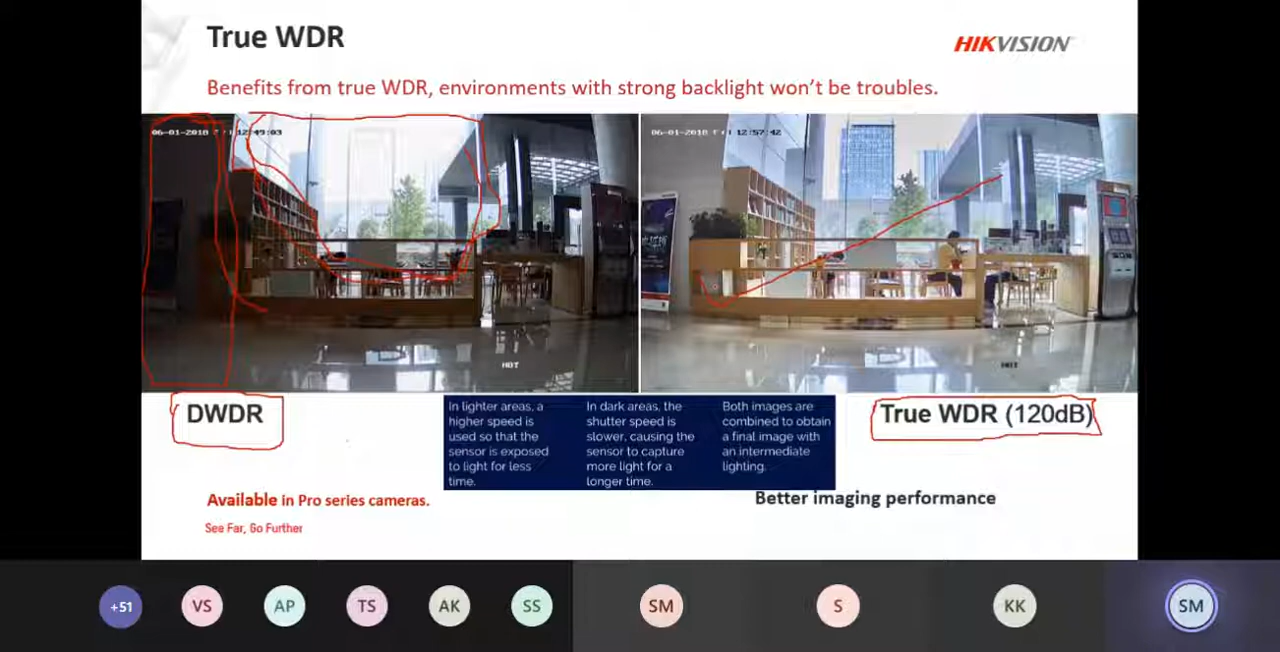 True WDR
HIKVISION
Benefits from true WDR, environments with strong backlight won't be troubles.
06-01-2018
12:49:03
06-01-2018
12:57:42
HOT
HOT
DWDR
In lighter areas, a
higher speed is
used so that the
sensor is exposed
to light for less
time.
In dark areas, the
shutter speed is
slower, causing the
sensor to capture
more light for a
longer time.
Both images are
combined to obtain
a final image with
an intermediate
lighting.
True WDR (120dB)
Available in Pro series cameras.
Better imaging performance
See Far, Go Further
+51
VS
AP
TS
AK
SS
SM
S
KK
SM